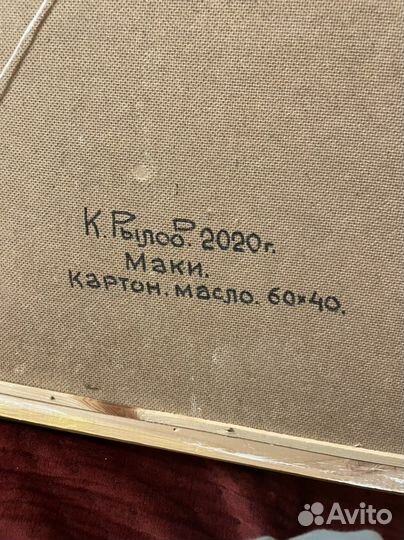 К. Рылов. 2020г.
Маки.
Картон. масло. 60×40.
Avito